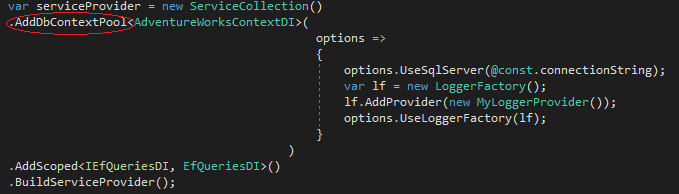 var serviceProvider = new ServiceCollection()
.AddDbContextPool<AdventureWorksContextDI>(
options =>
{
options.UseSqlServer(@const.connectionString);
var lf = new LoggerFactory();
lf.AddProvider(new MyLoggerProvider());
options.UseLoggerFactory(lf);
}
)
.AddScoped<IEfQueriesDI, EfQueriesDI>()
.BuildServiceProvider();